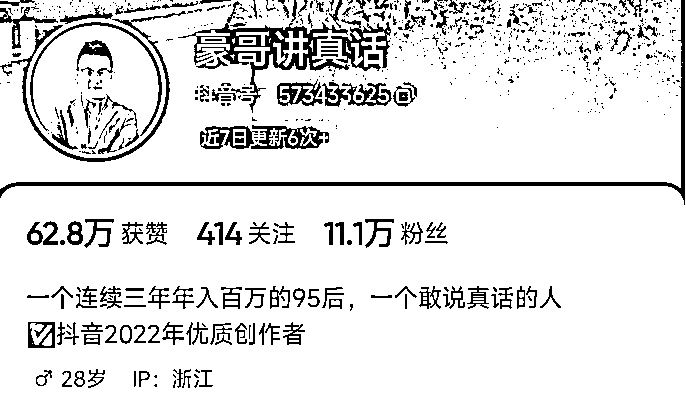 豪哥讲真话
抖音号 573433625
近7日更新6次+
62.8万 获赞 414 关注 11.1万 粉丝
一个连续三年年入百万的95后，一个敢说真话的人
☑抖音2022年优质创作者
♂ 28岁 IP：浙江